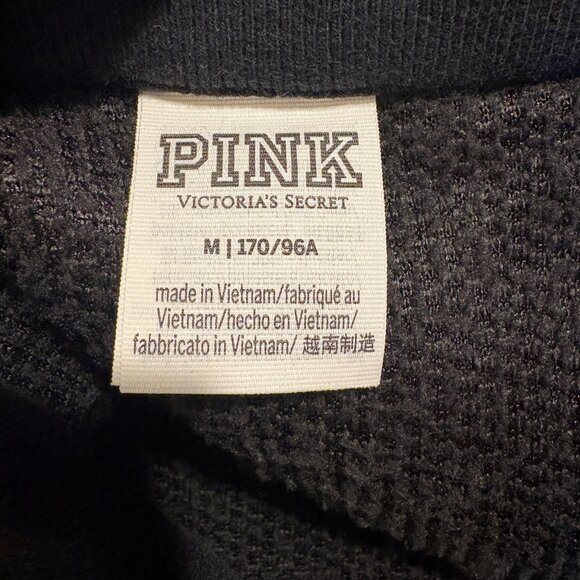 PINK
VICTORIA'S SECRET
M | 170/96A
made in Vietnam/fabriqué au
Vietnam/hecho en Vietnam/
fabbricato in Vietnam/ 越南制造